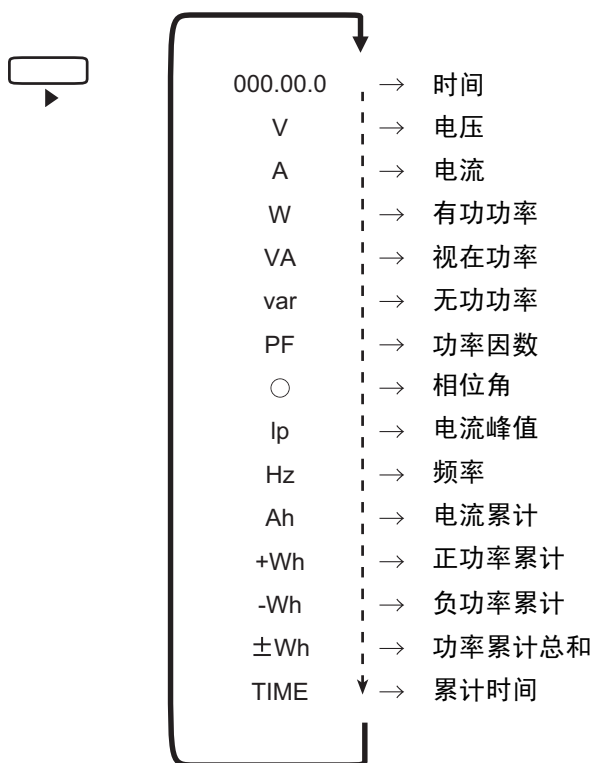 000.00.0 → 时间
V → 电压
A → 电流
W → 有功功率
VA → 视在功率
var → 无功功率
PF → 功率因数
○ → 相位角
Ip → 电流峰值
Hz → 频率
Ah → 电流累计
+Wh → 正功率累计
-Wh → 负功率累计
±Wh → 功率累计总和
TIME → 累计时间